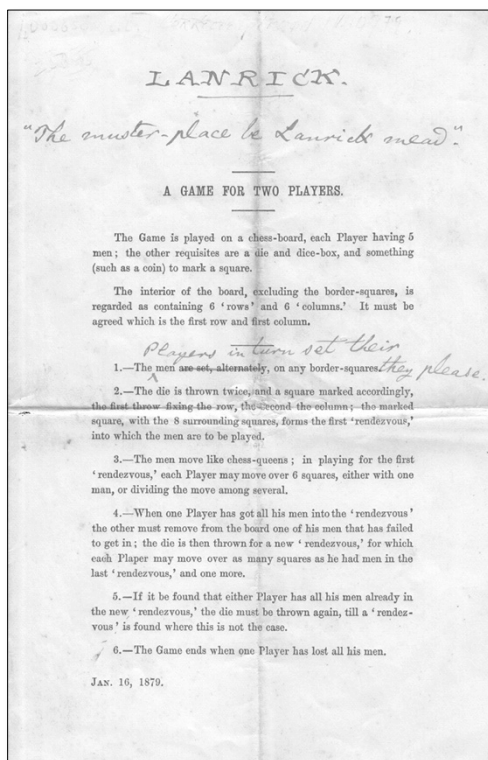 LANRICK.
"The muster-place be Lanrick mead."
A GAME FOR TWO PLAYERS.
The Game is played on a chess-board, each Player having 5
men; the other requisites are a die and dice-box, and something
(such as a coin) to mark a square.
The interior of the board, excluding the border-squares, is
regarded as containing 6 'rows' and 6 'columns.' It must be
agreed which is the first row and first column.
Players in turn set their
1.—The men are set, alternately, on any border-squares they please.
2.—The die is thrown twice, and a square marked accordingly,
the first throw fixing the row, the second the column; the marked
square, with the 8 surrounding squares, forms the first 'rendezvous,'
into which the men are to be played.
3.—The men move like chess-queens; in playing for the first
'rendezvous,' each Player may move over 6 squares, either with one
man, or dividing the move among several.
4.—When one Player has got all his men into the 'rendezvous'
the other must remove from the board one of his men that has failed
to get in; the die is then thrown for a new 'rendezvous,' for which
each Plaper may move over as many squares as he had men in the
last 'rendezvous,' and one more.
5.—If it be found that either Player has all his men already in
the new 'rendezvous,' the die must be thrown again, till a 'rendez-
vous' is found where this is not the case.
6.—The Game ends when one Player has lost all his men.
JAN. 16, 1879.